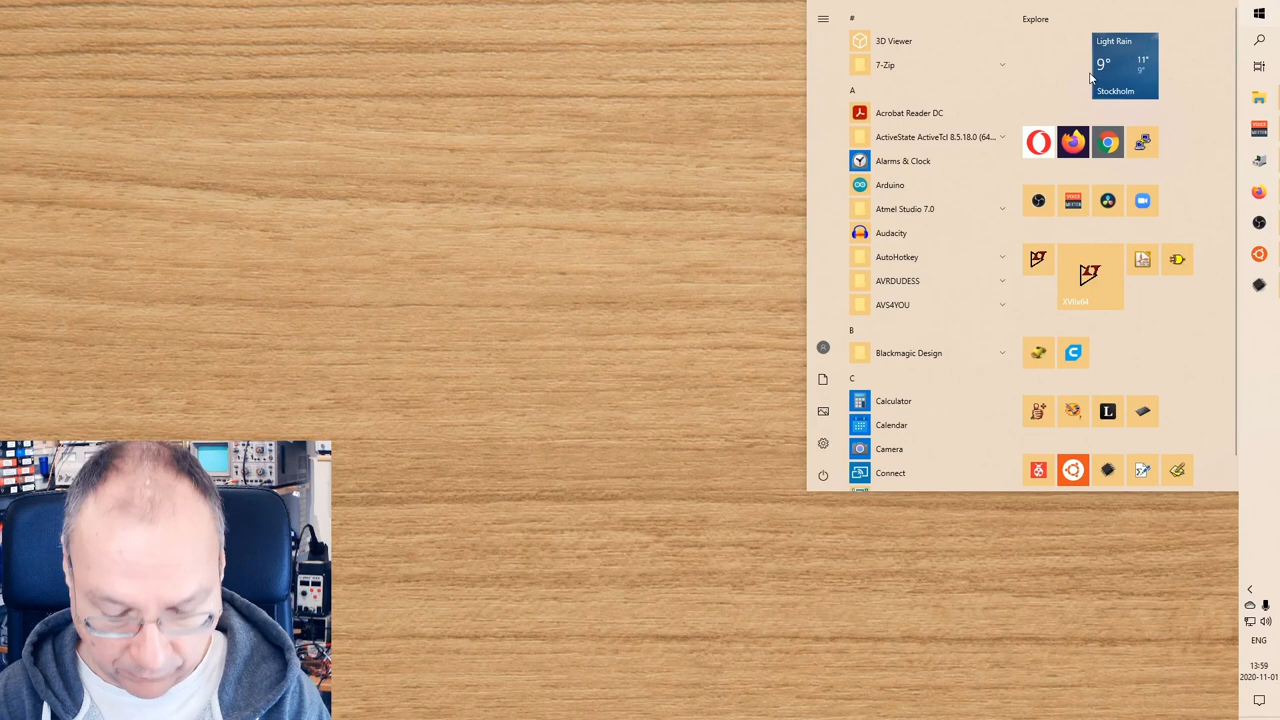 #
3D Viewer
7-Zip
A
Acrobat Reader DC
ActiveState ActiveTcl 8.5.18.0 (64...
Alarms & Clock
Arduino
Atmel Studio 7.0
Audacity
AutoHotkey
AVRDUDESS
AVS4YOU
B
Blackmagic Design
C
Calculator
Calendar
Camera
Connect
Explore
Light Rain
9°
11°
9°
Stockholm
XVIIx64
L
ENG
13:59
2020-11-01